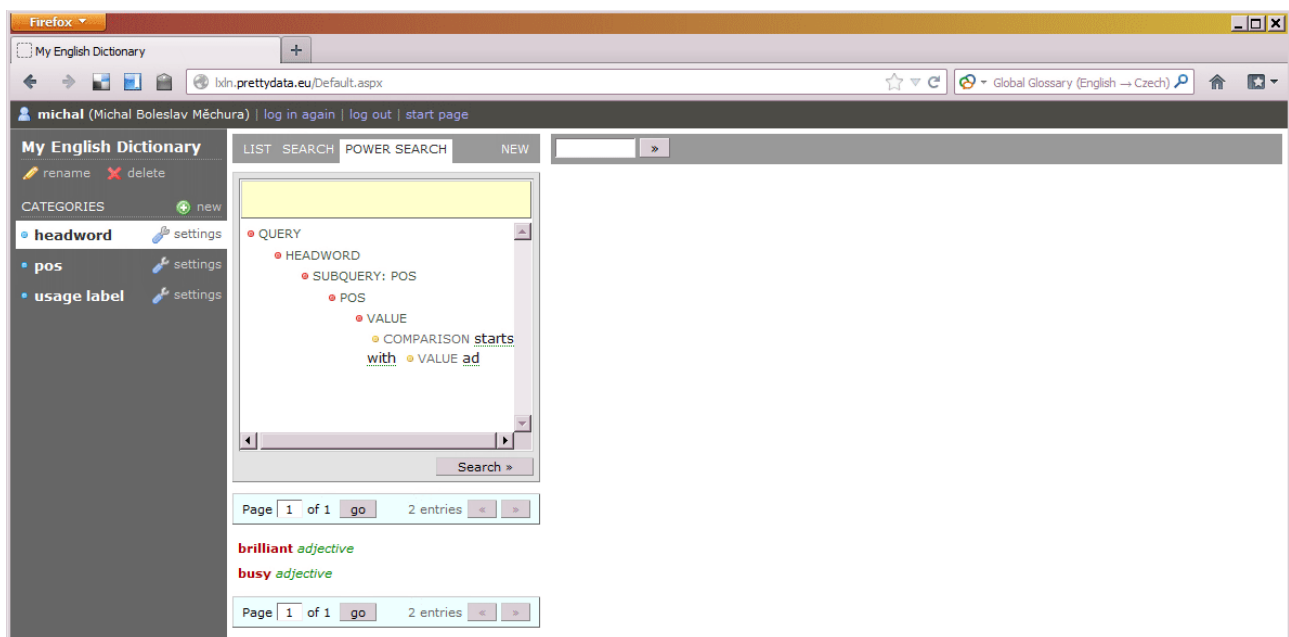 Firefox
My English Dictionary
+
lxln.prettydata.eu/Default.aspx
Global Glossary (English → Czech)
michal (Michal Boleslav Měchura) | log in again | log out | start page
My English Dictionary
rename delete
CATEGORIES new
headword settings
pos settings
usage label settings
LIST SEARCH POWER SEARCH NEW
»
QUERY
HEADWORD
SUBQUERY: POS
POS
VALUE
COMPARISON starts
with VALUE ad
Search »
Page 1 of 1 go 2 entries « »
brilliant adjective
busy adjective
Page 1 of 1 go 2 entries « »